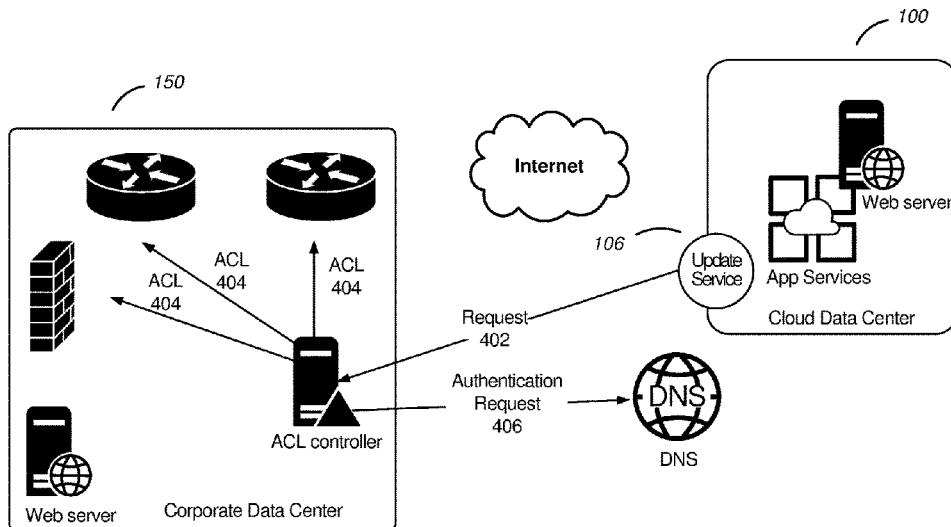 100
150
Internet
Web server
106
Update
Service
App Services
ACL
404
ACL
404
ACL
404
Cloud Data Center
Request
402
Authentication
Request
406
DNS
DNS
ACL controller
Web server
Corporate Data Center